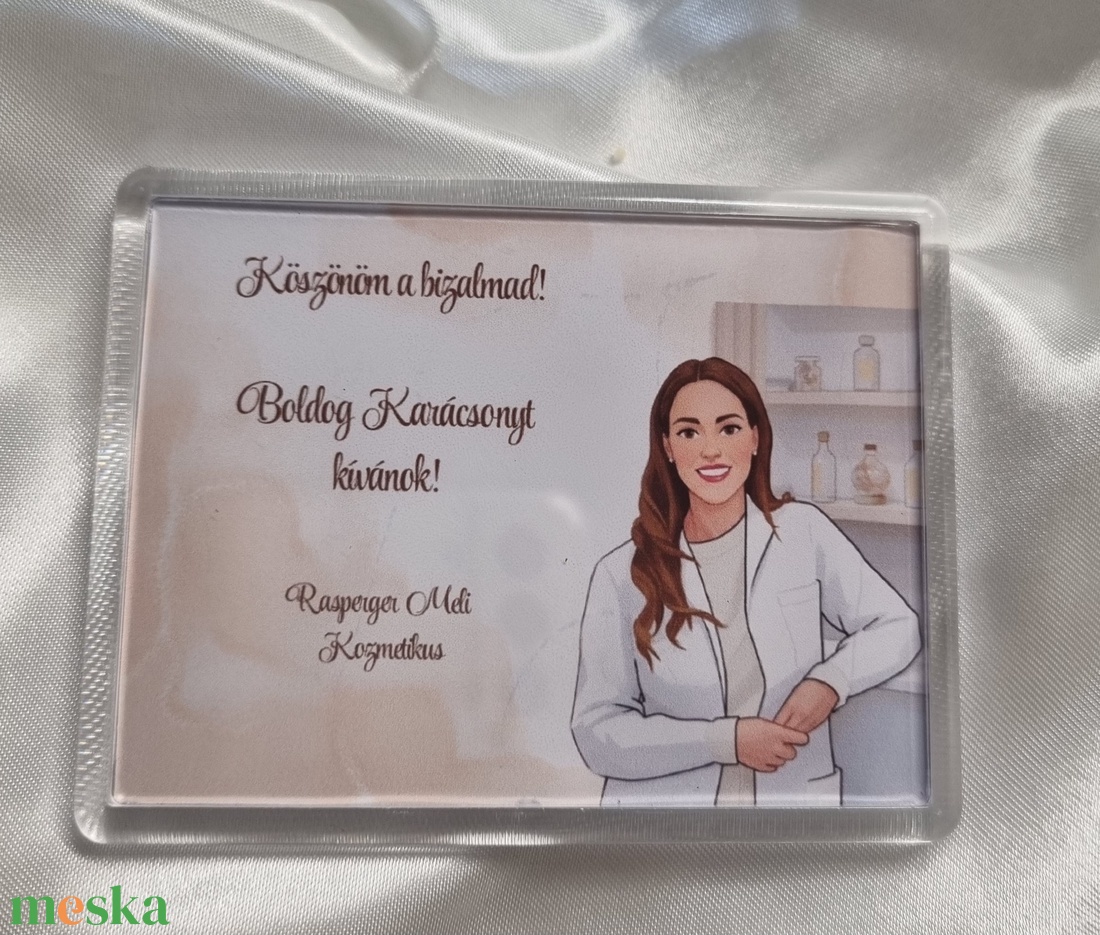 Köszönöm a bizalmad!
Boldog Karácsonyt
kívánok!
Rasperger Meli
Kozmetikus
meska